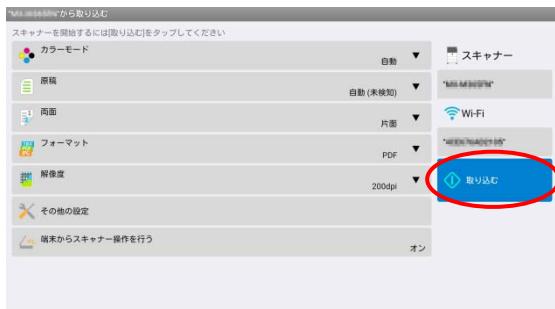 から取り込む
スキャナーを開始するには[取り込む]をタップしてください
カラーモード
自動
原稿
自動 (未検知)
両面
片面
フォーマット
PDF
解像度
200dpi
その他の設定
端末からスキャナー操作を行う
オン
スキャナー
Wi-Fi
取り込む